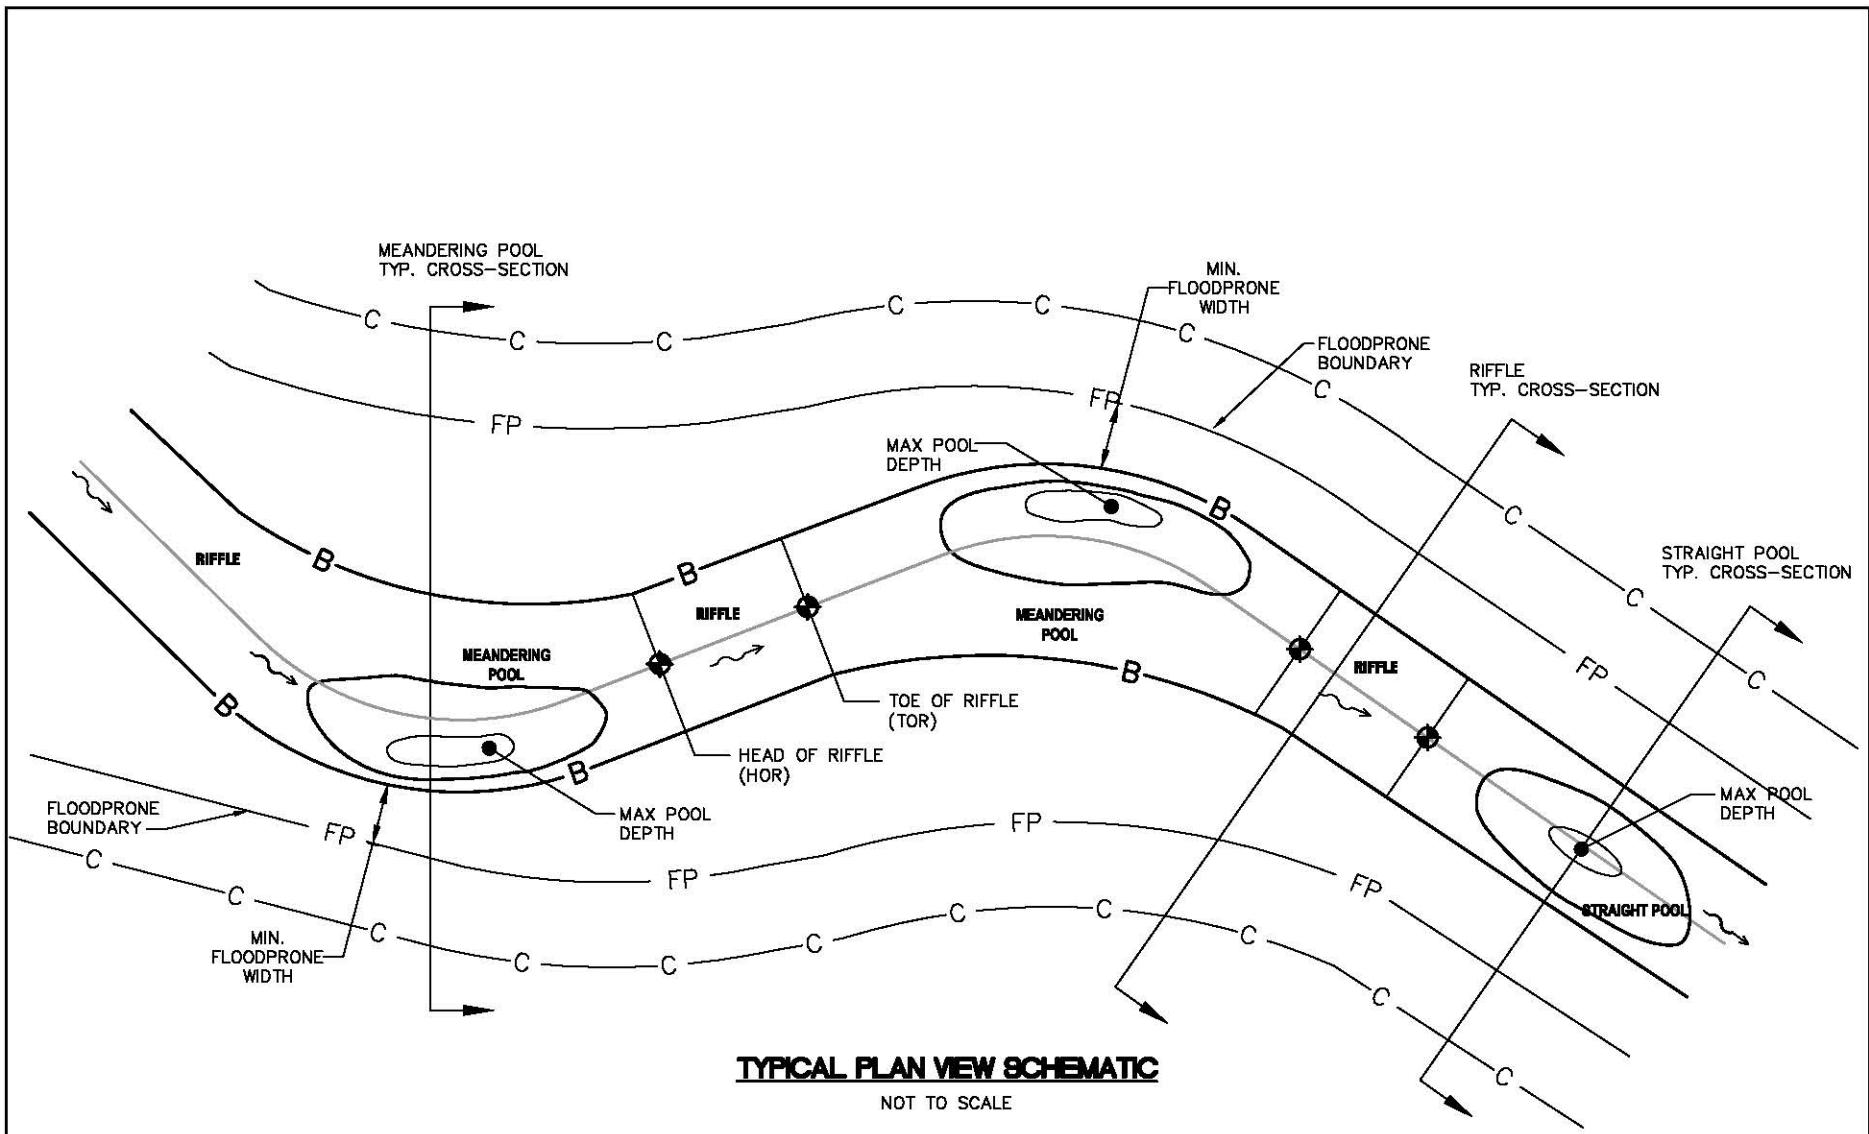 MEANDERING POOL
TYP. CROSS-SECTION
MIN.
FLOODPRONE
WIDTH
FLOODPRONE
BOUNDARY
RIFFLE
TYP. CROSS-SECTION
STRAIGHT POOL
TYP. CROSS-SECTION
C
C
C
C
C
C
C
C
C
C
FP
FP
FP
MAX POOL
DEPTH
B
B
B
RIFFLE
RIFFLE
MEANDERING
POOL
MEANDERING
POOL
RIFFLE
B
B
B
TOE OF RIFFLE
(TOR)
HEAD OF RIFFLE
(HOR)
MAX POOL
DEPTH
MAX POOL
DEPTH
STRAIGHT POOL
FLOODPRONE
BOUNDARY
FP
FP
FP
FP
C
C
C
C
C
C
C
C
C
C
C
MIN.
FLOODPRONE
WIDTH
TYPICAL PLAN VIEW SCHEMATIC
NOT TO SCALE